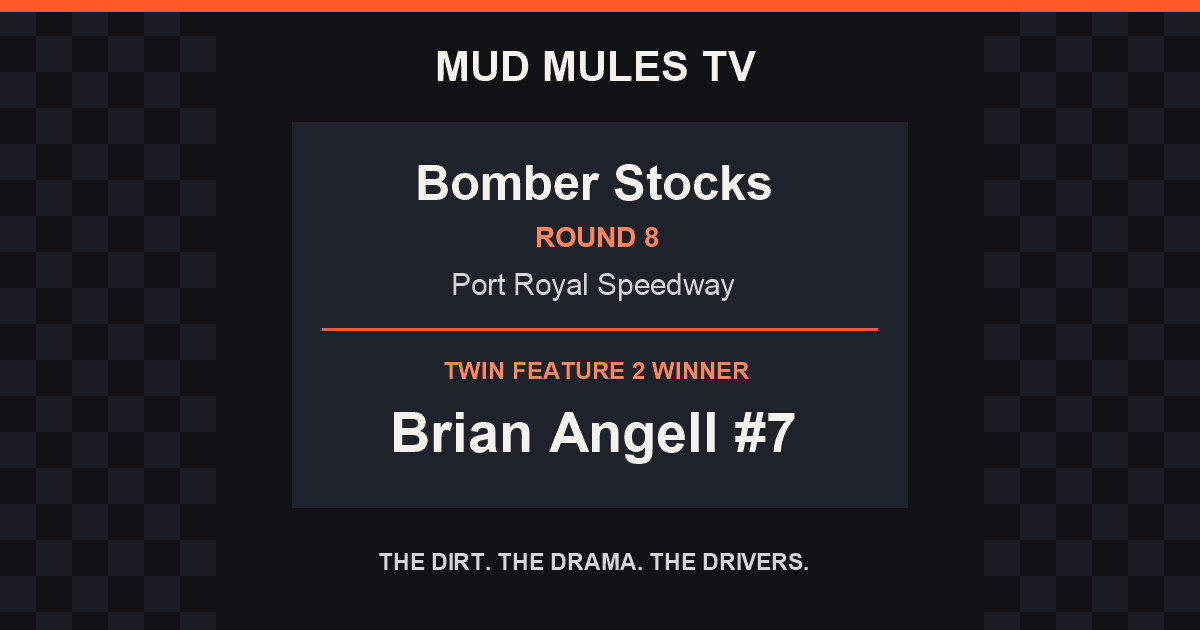 MUD MULES TV
Bomber Stocks
ROUND 8
Port Royal Speedway
TWIN FEATURE 2 WINNER
Brian Angell #7
THE DIRT. THE DRAMA. THE DRIVERS.